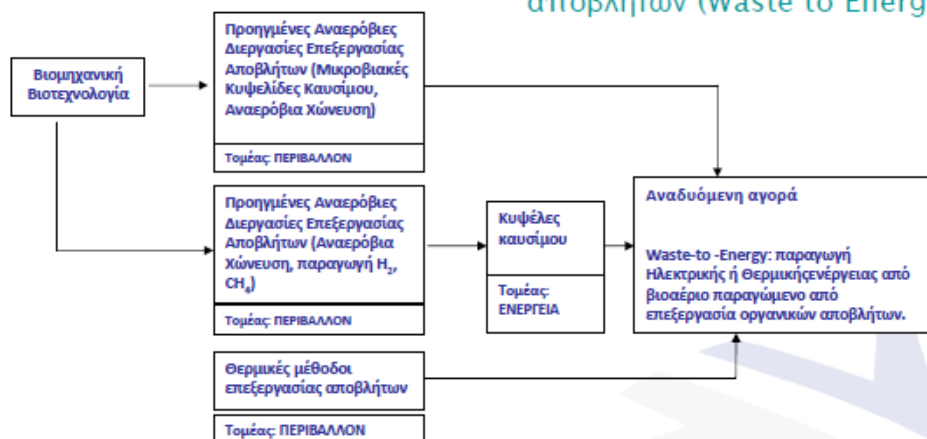 αποβλήτων (Waste to Energ
Βιομηχανική
Βιοτεχνολογία
Προηγμένες Αναερόβιες
Διεργασίες Επεξεργασίας
Αποβλήτων (Μικροβιακές
Κυψελίδες Καυσίμου,
Αναερόβια Χώνευση)
Τομέας: ΠΕΡΙΒΑΛΛΟΝ
Προηγμένες Αναερόβιες
Διεργασίες Επεξεργασίας
Αποβλήτων (Αναερόβια
Χώνευση, παραγωγή H₂,
CH₄)
Τομέας: ΠΕΡΙΒΑΛΛΟΝ
Κυψέλες
καυσίμου
Τομέας:
ΕΝΕΡΓΕΙΑ
Αναδυόμενη αγορά
Waste-to -Energy: παραγωγή
Ηλεκτρικής ή Θερμικήςενέργειας από
βιοαέριο παραγώμενο από
επεξεργασία οργανικών αποβλήτων.
Θερμικές μέθοδοι
επεξεργασίας αποβλήτων
Τομέας: ΠΕΡΙΒΑΛΛΟΝ